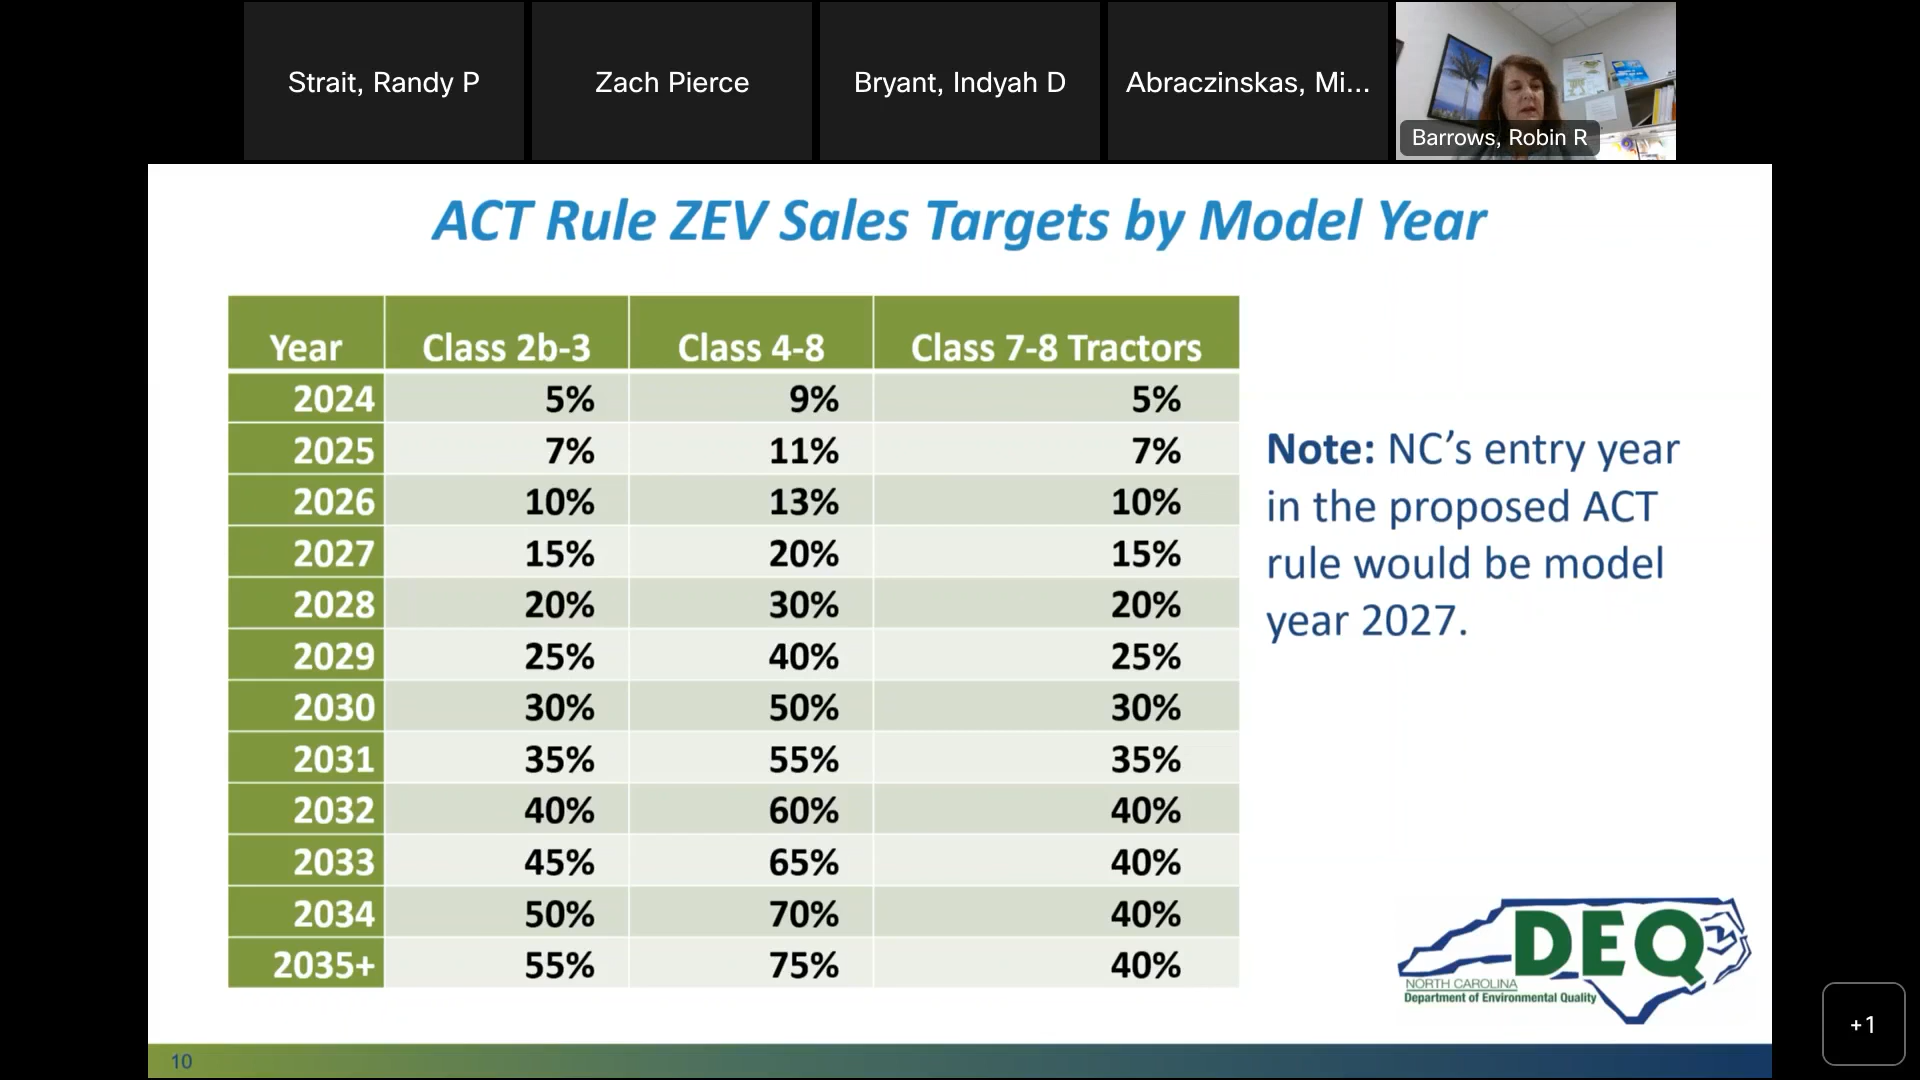 Strait, Randy P
Zach Pierce
Bryant, Indyah D
Abraczinskas, Mi...
Barrows, Robin R
ACT Rule ZEV Sales Targets by Model Year
Year Class 2b-3 Class 4-8 Class 7-8 Tractors
2024 5% 9% 5%
2025 7% 11% 7%
2026 10% 13% 10%
2027 15% 20% 15%
2028 20% 30% 20%
2029 25% 40% 25%
2030 30% 50% 30%
2031 35% 55% 35%
2032 40% 60% 40%
2033 45% 65% 40%
2034 50% 70% 40%
2035+ 55% 75% 40%
Note: NC’s entry year
in the proposed ACT
rule would be model
year 2027.
DEQ
NORTH CAROLINA
Department of Environmental Quality
+1
10